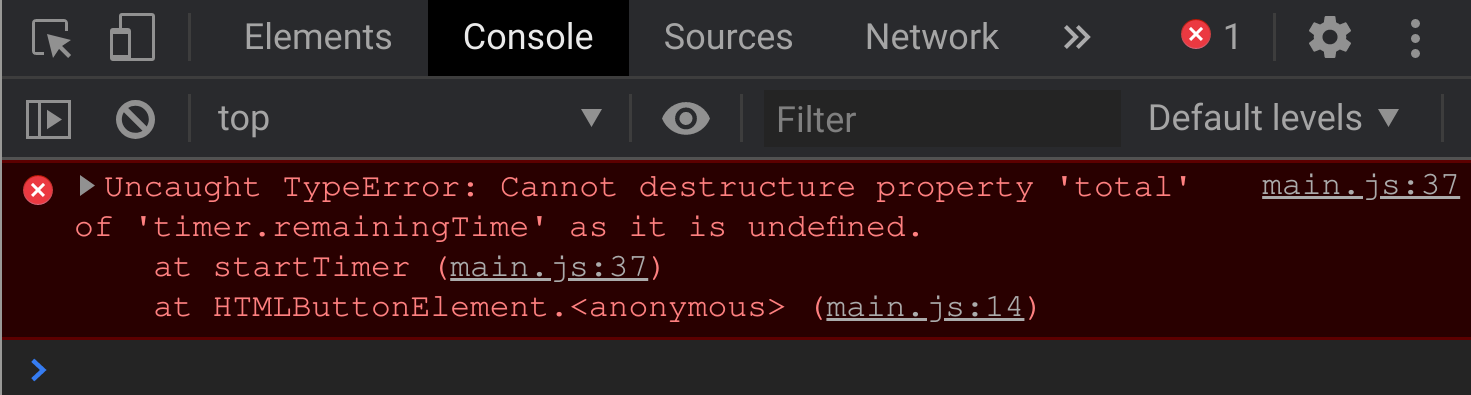 Elements Console Sources Network » 1
top ▼ Filter Default levels ▼
▶Uncaught TypeError: Cannot destructure property 'total' main.js:37
of 'timer.remainingTime' as it is undefined.
at startTimer (main.js:37)
at HTMLButtonElement.<anonymous> (main.js:14)